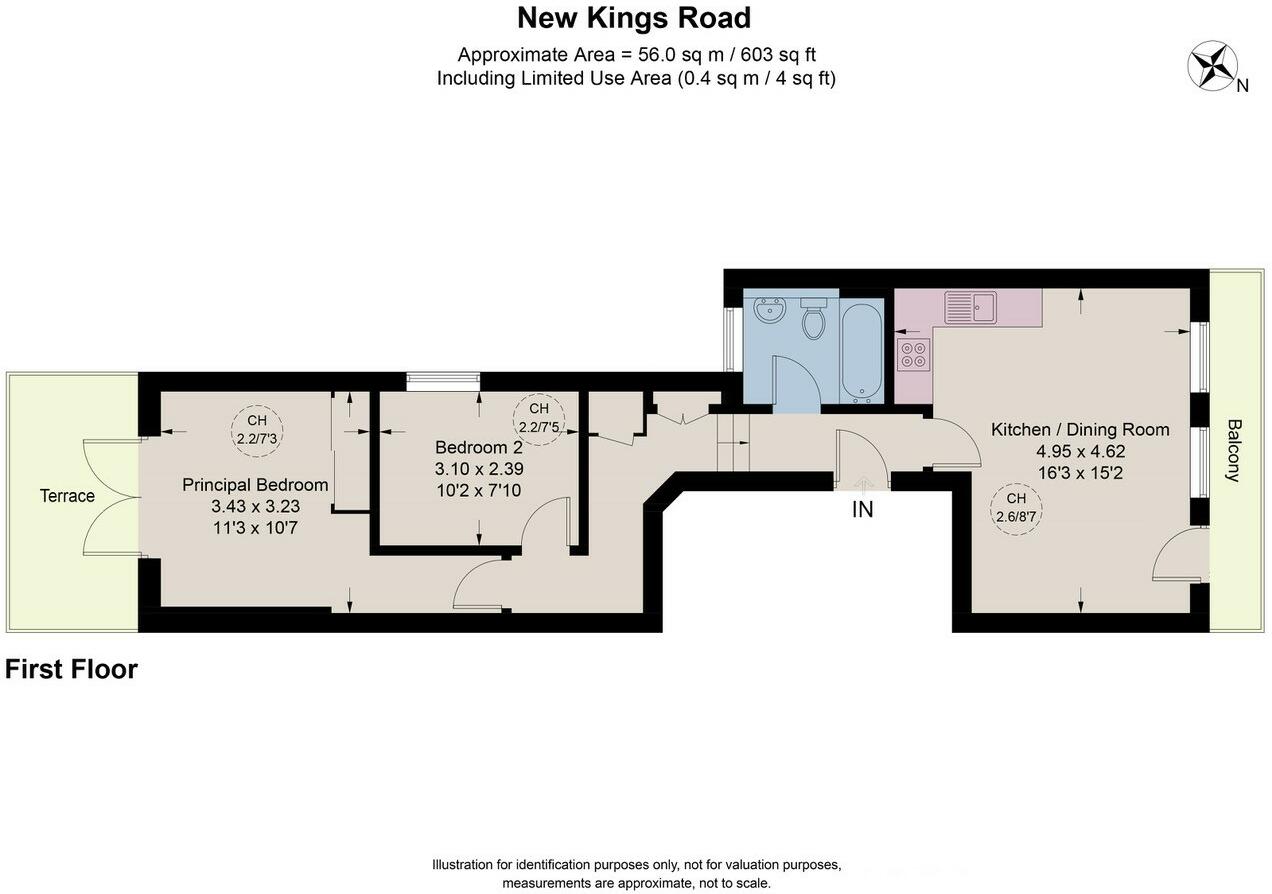 New Kings Road
Approximate Area = 56.0 sq m / 603 sq ft
Including Limited Use Area (0.4 sq m / 4 sq ft)
N
Terrace
CH
2.2/7'3
Principal Bedroom
3.43 x 3.23
11'3 x 10'7
CH
2.2/7'5
Bedroom 2
3.10 x 2.39
10'2 x 7'10
IN
Kitchen / Dining Room
4.95 x 4.62
16'3 x 15'2
CH
2.6/8'7
Balcony
First Floor
Illustration for identification purposes only, not for valuation purposes,
measurements are approximate, not to scale.